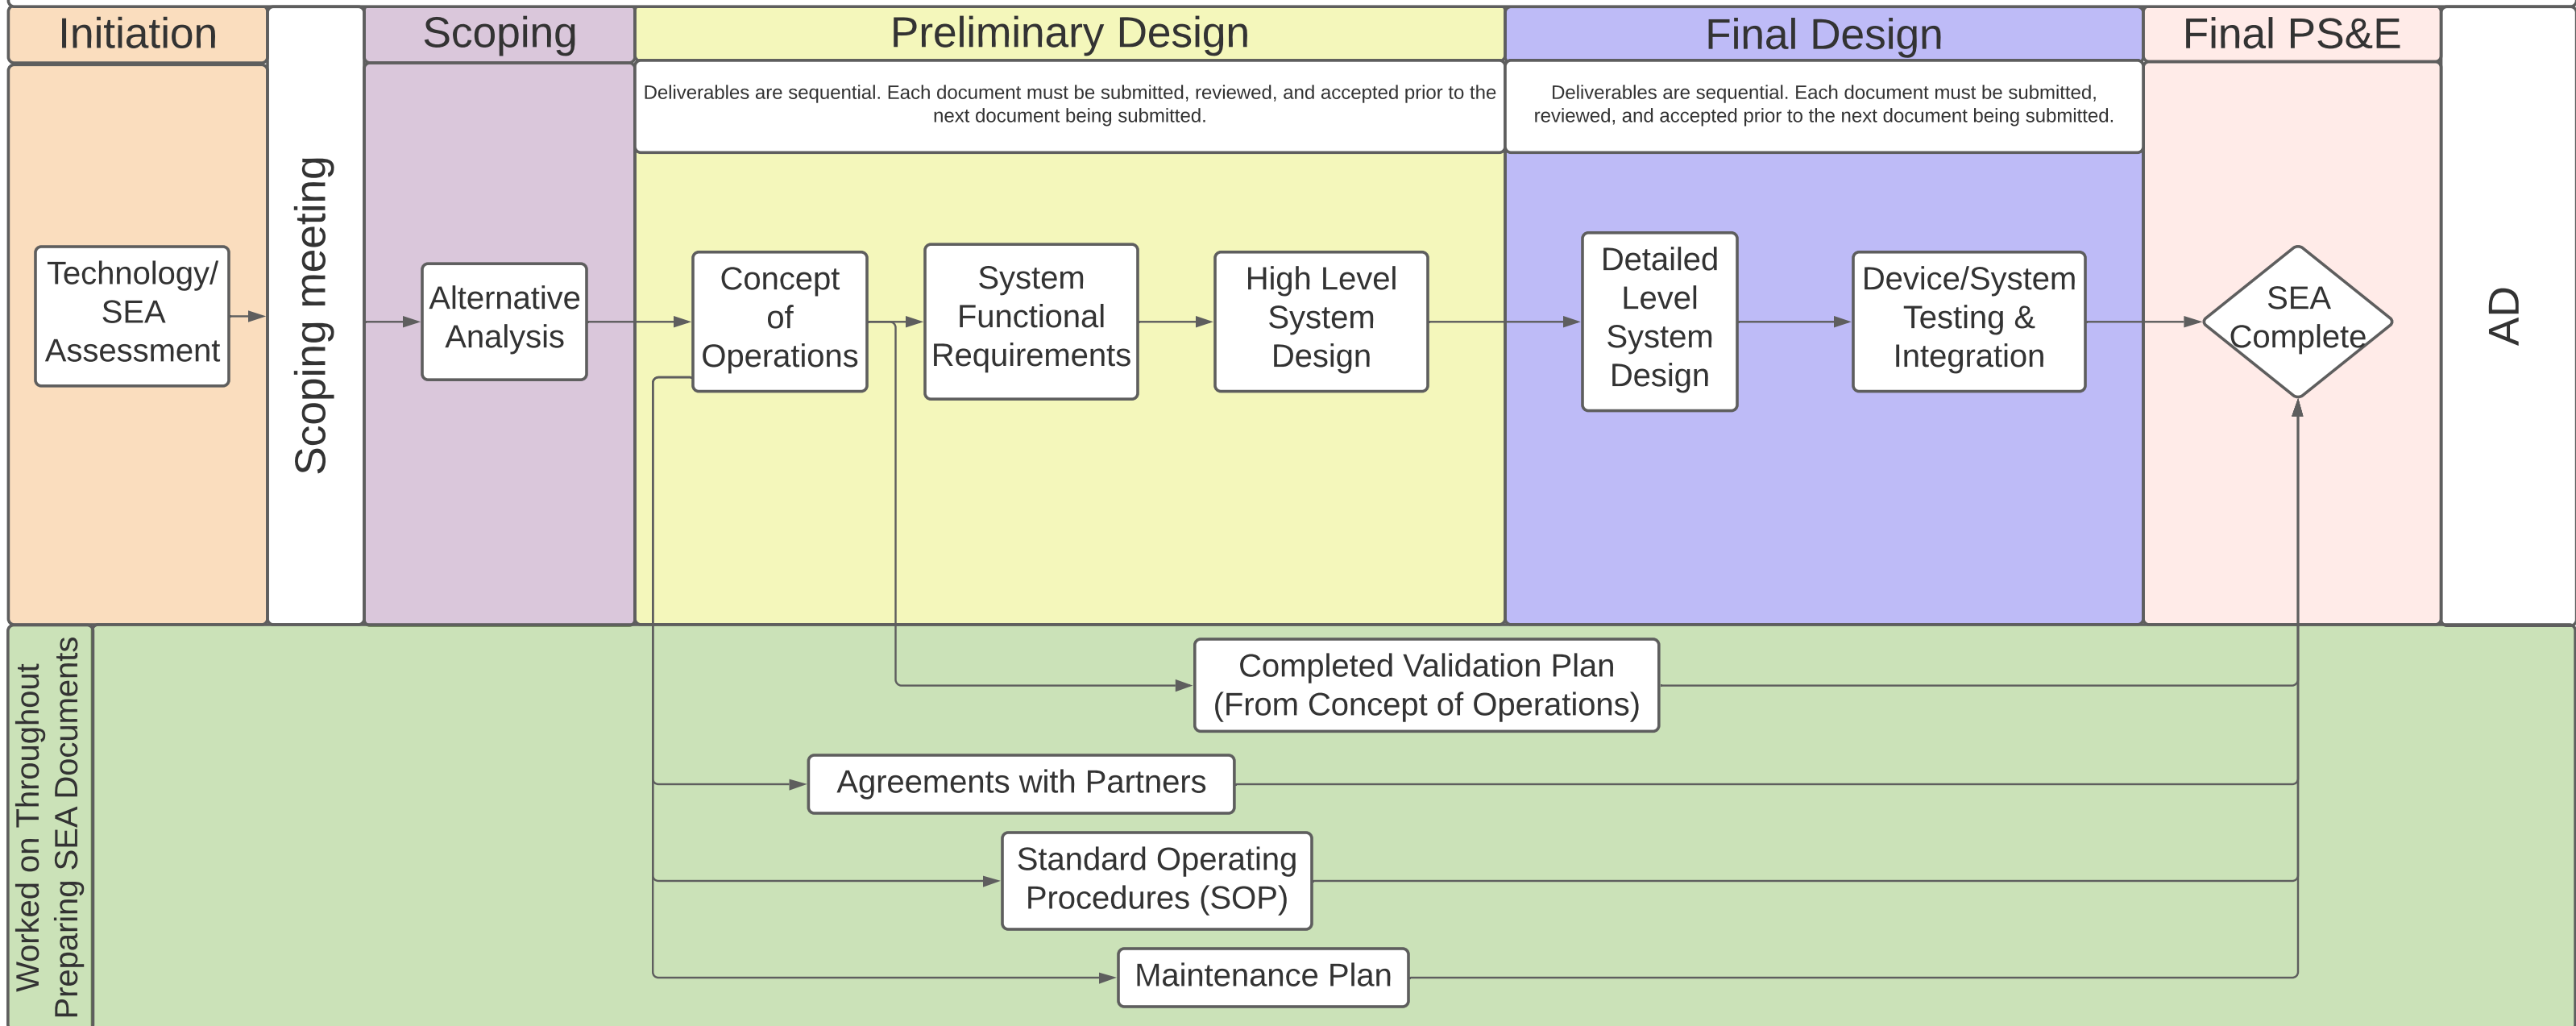 Initiation
Scoping meeting
Scoping
Preliminary Design
Final Design
Final PS&E
AD
Deliverables are sequential. Each document must be submitted, reviewed, and accepted prior to the
next document being submitted.
Deliverables are sequential. Each document must be submitted,
reviewed, and accepted prior to the next document being submitted.
Technology/
SEA
Assessment
Alternative
Analysis
Concept
of
Operations
System
Functional
Requirements
High Level
System
Design
Detailed
Level
System
Design
Device/System
Testing &
Integration
SEA
Complete
Worked on Throughout
Preparing SEA Documents
Completed Validation Plan
(From Concept of Operations)
Agreements with Partners
Standard Operating
Procedures (SOP)
Maintenance Plan